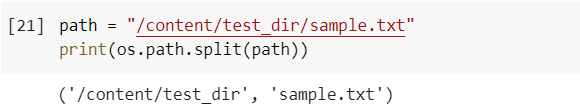 [21] path = "/content/test_dir/sample.txt"
print(os.path.split(path))
('/content/test_dir', 'sample.txt')